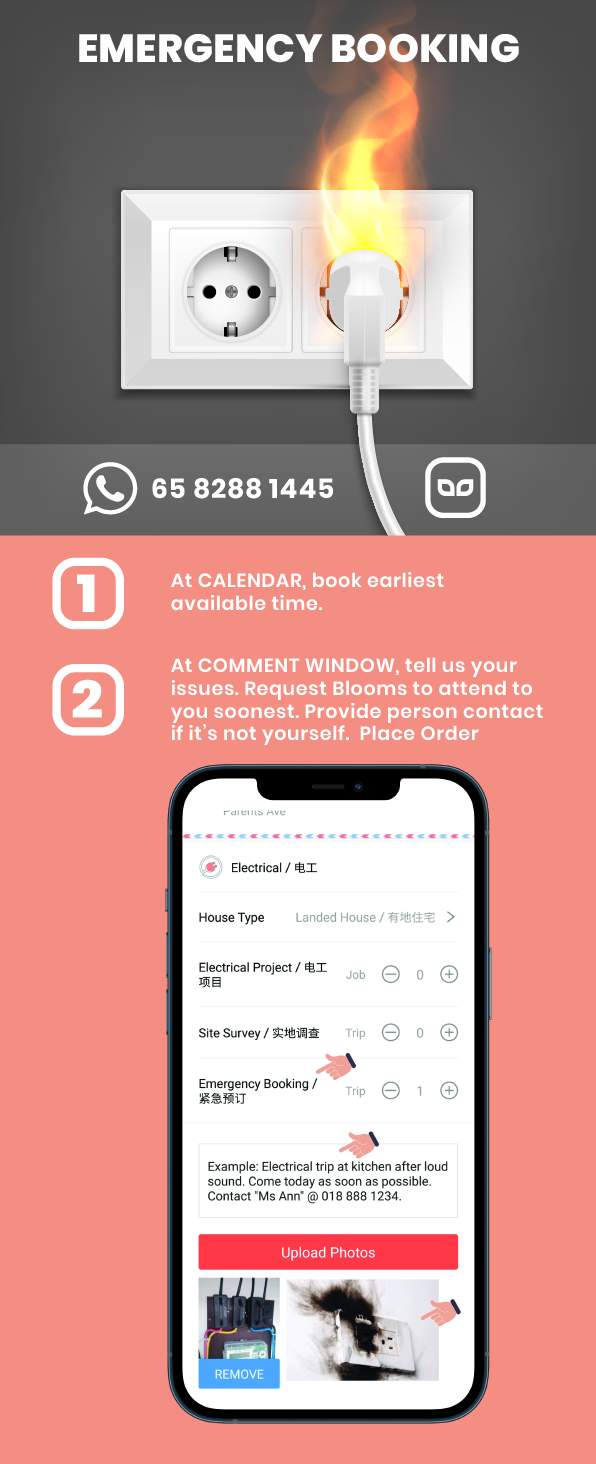 EMERGENCY BOOKING
65 8288 1445
1
At CALENDAR, book earliest
available time.
2
At COMMENT WINDOW, tell us your
issues. Request Blooms to attend to
you soonest. Provide person contact
if it's not yourself.  Place Order
Parents Ave
Electrical / 电工
House Type Landed House / 有地住宅
Electrical Project / 电工
项目
Job 0
Site Survey / 实地调查 Trip 0
Emergency Booking /
紧急预订
Trip 1
Example: Electrical trip at kitchen after loud
sound. Come today as soon as possible.
Contact "Ms Ann" @ 018 888 1234.
Upload Photos
REMOVE